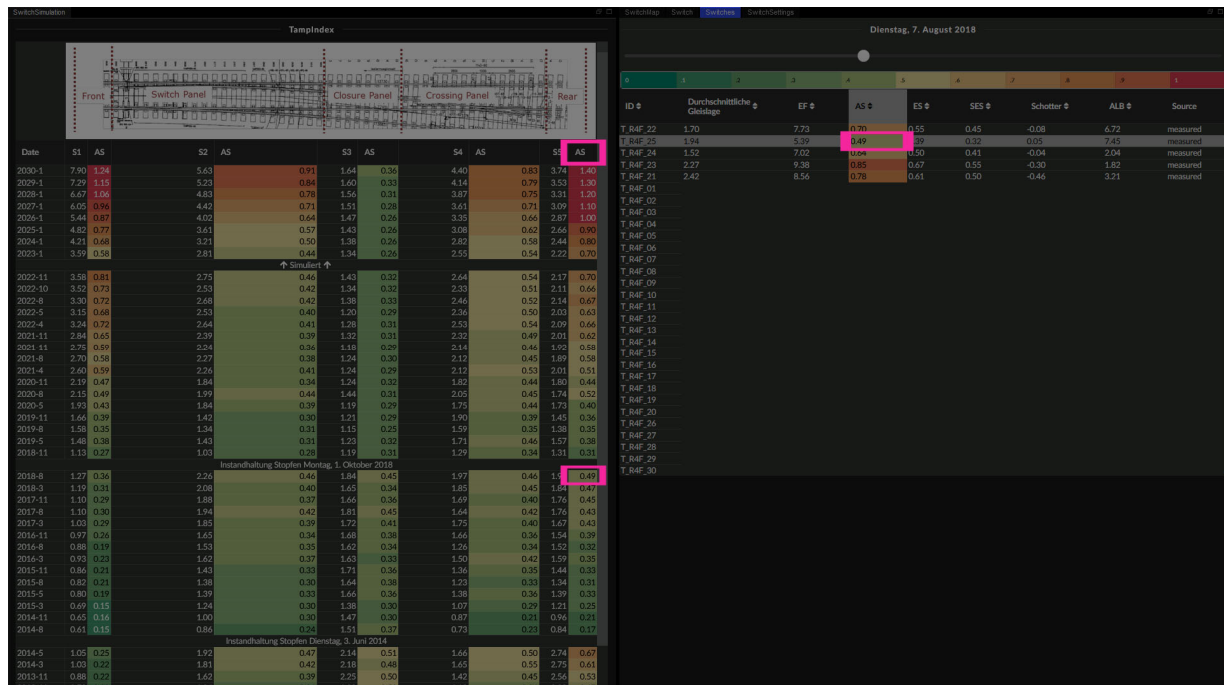 SwitchSimulation
TampIndex
Front Switch Panel Closure Panel Crossing Panel Rear
Date S1 AS S2 AS S3 AS S4 AS S5 AS
2030-1 7.90 1.24 5.63 0.91 1.64 0.36 4.40 0.83 3.74 1.40
2029-1 7.29 1.15 5.23 0.84 1.60 0.33 4.14 0.79 3.53 1.30
2028-1 6.67 1.06 4.83 0.78 1.56 0.31 3.87 0.75 3.31 1.20
2027-1 6.05 0.96 4.42 0.71 1.51 0.28 3.61 0.71 3.09 1.10
2026-1 5.44 0.87 4.02 0.64 1.47 0.26 3.35 0.66 2.87 1.00
2025-1 4.82 0.77 3.61 0.57 1.43 0.26 3.08 0.62 2.66 0.90
2024-1 4.21 0.68 3.21 0.50 1.38 0.26 2.82 0.58 2.44 0.80
2023-1 3.59 0.58 2.81 0.44 1.34 0.26 2.55 0.54 2.22 0.70
↑ Simuliert ↑
2022-11 3.58 0.81 2.75 0.46 1.43 0.32 2.64 0.54 2.17 0.70
2022-10 3.52 0.73 2.53 0.42 1.34 0.32 2.33 0.51 2.11 0.66
2022-8 3.30 0.72 2.68 0.42 1.38 0.33 2.46 0.52 2.14 0.67
2022-5 3.15 0.68 2.53 0.40 1.20 0.29 2.36 0.50 2.03 0.63
2022-4 3.24 0.72 2.64 0.41 1.28 0.31 2.53 0.54 2.09 0.66
2021-11 2.84 0.65 2.39 0.39 1.32 0.31 2.32 0.49 2.01 0.62
2021-11 2.75 0.59 2.24 0.36 1.18 0.29 2.14 0.46 1.92 0.58
2021-8 2.70 0.58 2.27 0.38 1.24 0.30 2.12 0.45 1.89 0.58
2021-4 2.60 0.59 2.26 0.41 1.24 0.29 2.12 0.53 2.01 0.51
2020-11 2.19 0.47 1.84 0.34 1.24 0.32 1.82 0.44 1.80 0.44
2020-8 2.15 0.49 1.99 0.44 1.44 0.31 2.05 0.45 1.74 0.52
2020-5 1.93 0.43 1.84 0.39 1.19 0.29 1.75 0.44 1.73 0.40
2019-11 1.66 0.39 1.42 0.30 1.21 0.29 1.90 0.39 1.45 0.36
2019-8 1.58 0.35 1.34 0.31 1.15 0.25 1.59 0.35 1.38 0.35
2019-5 1.48 0.38 1.43 0.31 1.23 0.32 1.71 0.46 1.57 0.38
2018-11 1.13 0.27 1.03 0.28 1.19 0.31 1.29 0.34 1.31 0.31
Instandhaltung Stopfen Montag, 1. Oktober 2018
2018-8 1.27 0.36 2.26 0.46 1.84 0.45 1.97 0.46 0.49
2018-3 1.19 0.31 2.08 0.40 1.65 0.34 1.85 0.45 1.84 0.47
2017-11 1.10 0.29 1.88 0.37 1.66 0.36 1.69 0.40 1.76 0.45
2017-8 1.10 0.30 1.94 0.42 1.81 0.45 1.64 0.42 1.76 0.43
2017-3 1.03 0.29 1.85 0.39 1.72 0.41 1.75 0.40 1.67 0.43
2016-11 0.97 0.26 1.65 0.34 1.68 0.38 1.66 0.36 1.54 0.39
2016-8 0.88 0.19 1.53 0.35 1.62 0.34 1.26 0.34 1.52 0.32
2016-3 0.93 0.23 1.62 0.37 1.63 0.33 1.50 0.42 1.59 0.35
2015-11 0.86 0.21 1.43 0.33 1.71 0.36 1.36 0.35 1.44 0.33
2015-8 0.82 0.21 1.38 0.30 1.64 0.38 1.23 0.33 1.34 0.31
2015-5 0.80 0.19 1.39 0.33 1.66 0.36 1.38 0.36 1.39 0.33
2015-3 0.69 0.15 1.24 0.30 1.38 0.30 1.07 0.29 1.21 0.25
2014-11 0.65 0.16 1.00 0.30 1.47 0.30 0.87 0.21 0.96 0.21
2014-8 0.61 0.15 0.86 0.24 1.51 0.37 0.73 0.23 0.84 0.17
Instandhaltung Stopfen Dienstag, 3. Juni 2014
2014-5 1.05 0.25 1.92 0.47 2.14 0.51 1.66 0.50 2.74 0.67
2014-3 1.03 0.22 1.81 0.42 2.18 0.48 1.65 0.55 2.75 0.61
2013-11 0.88 0.22 1.62 0.39 2.25 0.50 1.42 0.45 2.56 0.53
SwitchMap Switch Switches SwitchSettings
Dienstag, 7. August 2018
0 .1 .2 .3 .4 .5 .6 .7 .8 .9 1
ID Durchschnittliche Gleislage EF AS ES SES Schotter ALB Source
T_R4F_22 1.70 7.73 0.70 0.55 0.45 -0.08 6.72 measured
T_R4F_25 1.94 5.39 0.49 0.32 0.05 7.45 measured
T_R4F_24 1.52 7.02 0.64 0.50 0.41 -0.04 2.04 measured
T_R4F_23 2.27 9.38 0.85 0.67 0.55 -0.30 1.82 measured
T_R4F_21 2.42 8.56 0.78 0.61 0.50 -0.46 3.21 measured
T_R4F_01
T_R4F_02
T_R4F_03
T_R4F_04
T_R4F_05
T_R4F_06
T_R4F_07
T_R4F_08
T_R4F_09
T_R4F_10
T_R4F_11
T_R4F_12
T_R4F_13
T_R4F_14
T_R4F_15
T_R4F_16
T_R4F_17
T_R4F_18
T_R4F_19
T_R4F_20
T_R4F_26
T_R4F_27
T_R4F_28
T_R4F_29
T_R4F_30